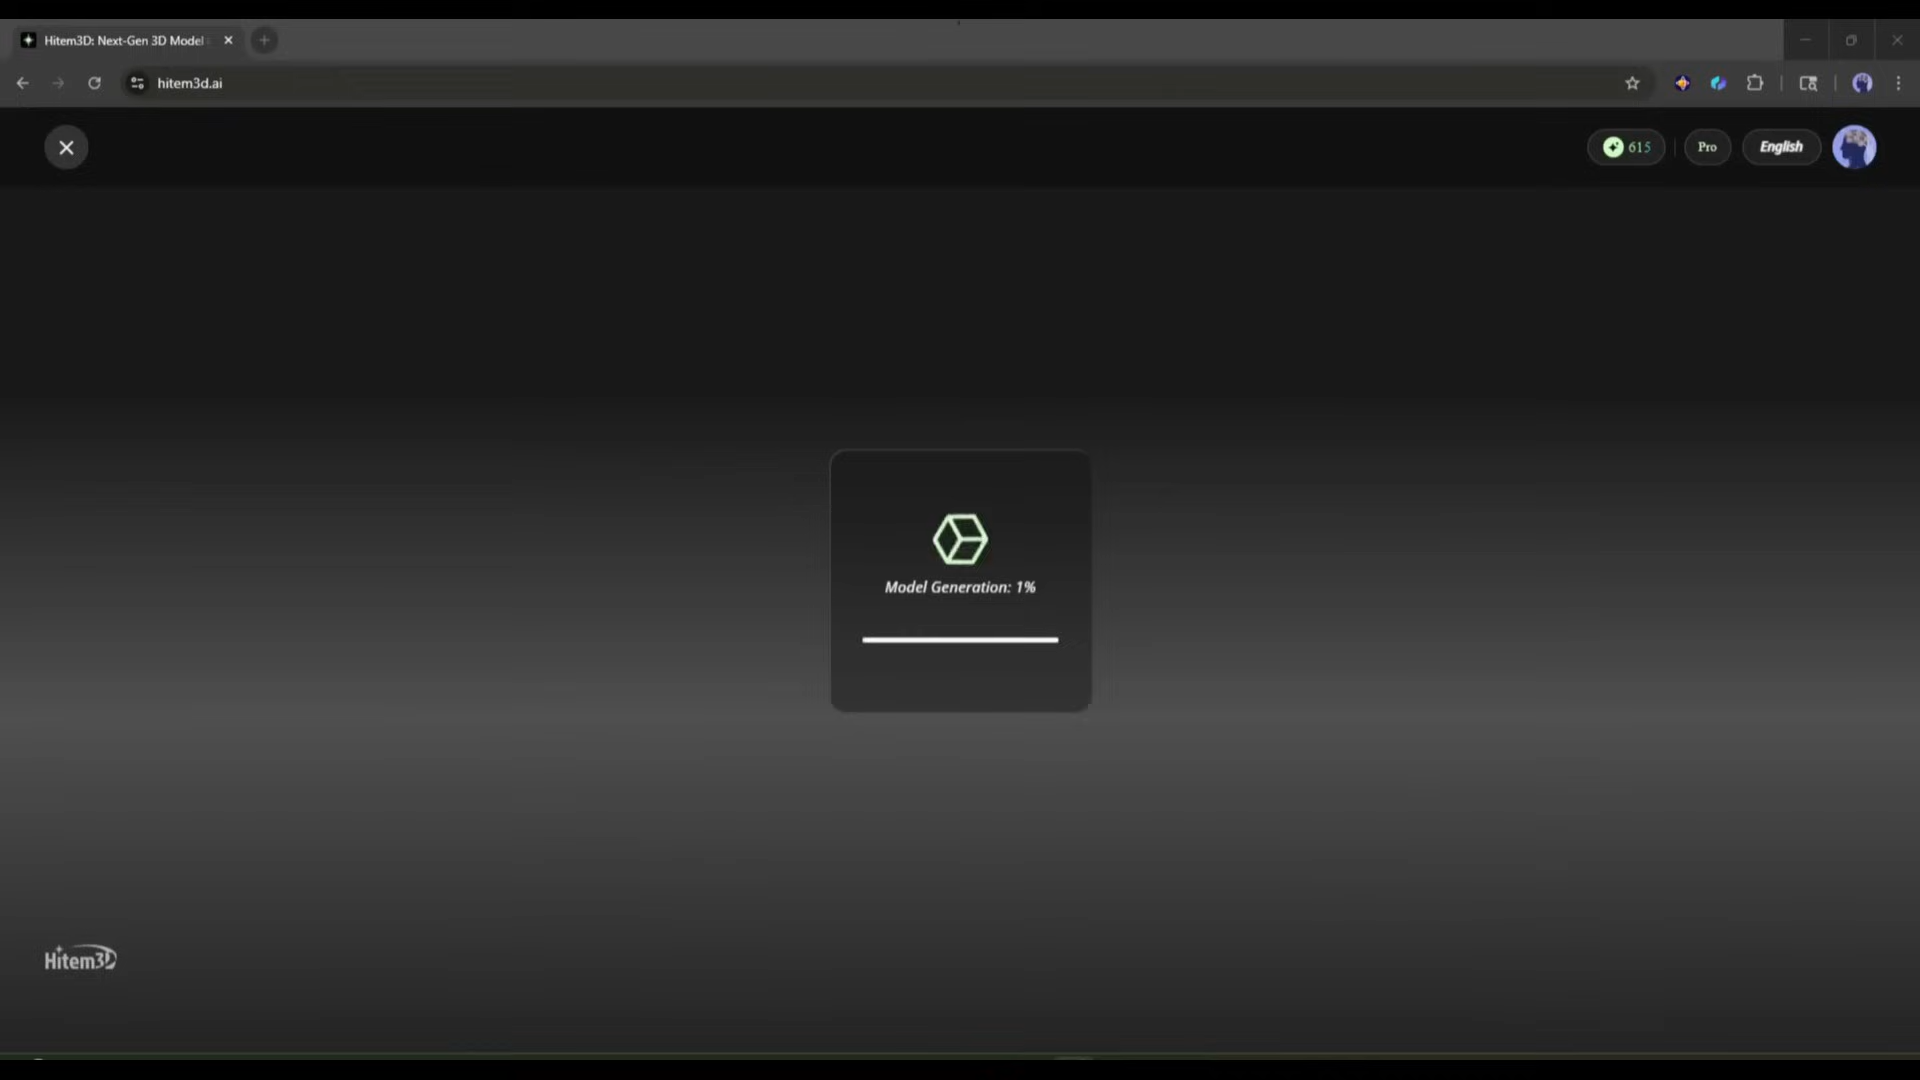 Hitem3D: Next-Gen 3D Model
hitem3d.ai
615
Pro
English
Model Generation: 1%
Hitem3D